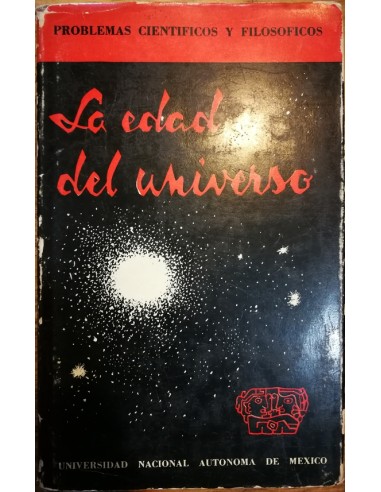 PROBLEMAS CIENTIFICOS Y FILOSOFICOS
La edad
del universo
UNIVERSIDAD NACIONAL AUTONOMA DE MEXICO